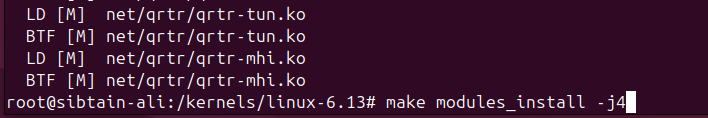 LD [M]  net/qrtr/qrtr-tun.ko
BTF [M] net/qrtr/qrtr-tun.ko
LD [M]  net/qrtr/qrtr-mhi.ko
BTF [M] net/qrtr/qrtr-mhi.ko
root@sibtain-ali:/kernels/linux-6.13# make modules_install -j4